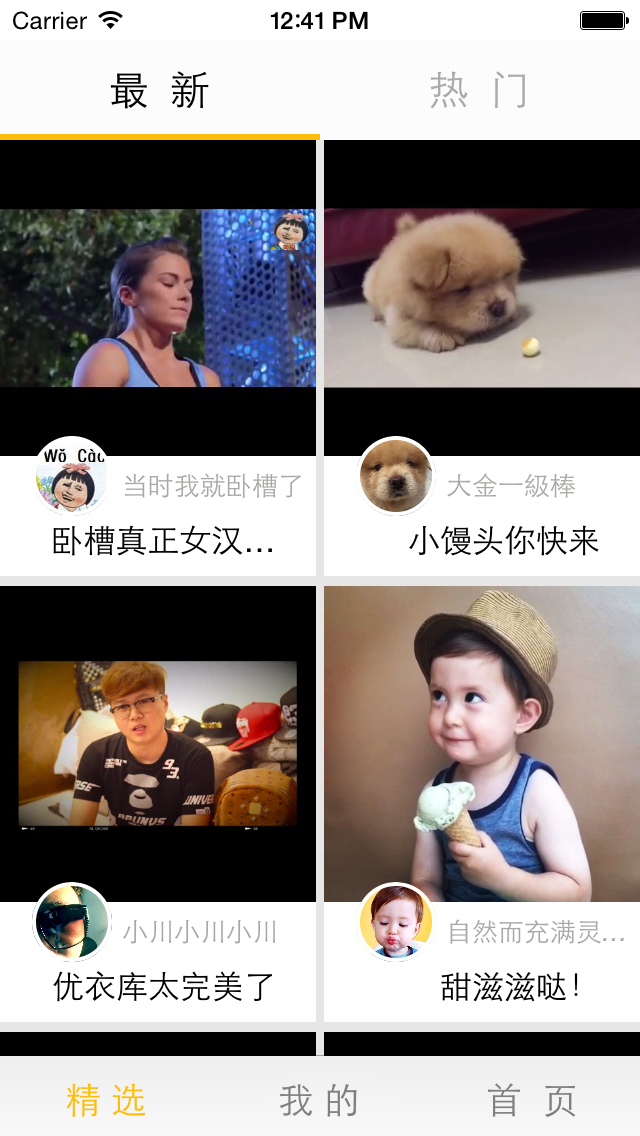 Carrier 12:41 PM
最 新 热 门
Wǒ Cào
当时我就卧槽了
卧槽真正女汉...
大金一級棒
小馒头你快来
93.
小川小川小川
优衣库太完美了
自然而充满灵...
甜滋滋哒！
精 选 我 的 首 页